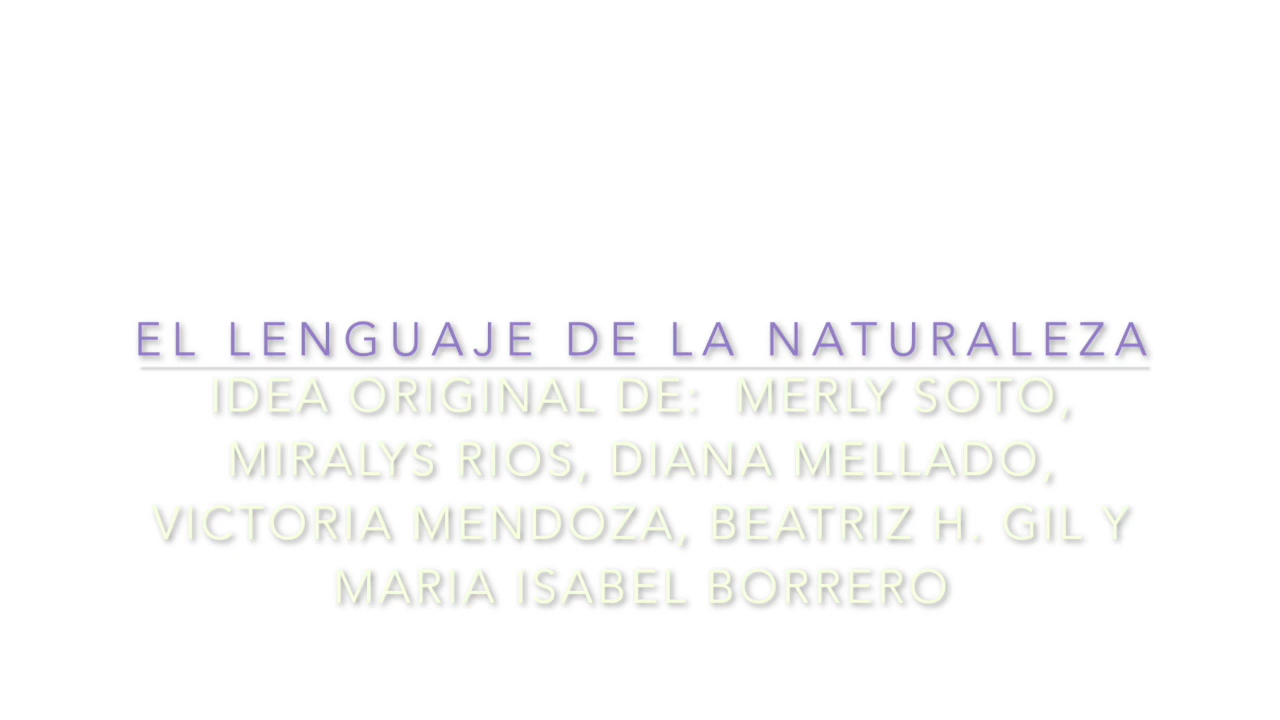 EL LENGUAJE DE LA NATURALEZA
IDEA ORIGINAL DE: MERLY SOTO,
MIRALYS RIOS, DIANA MELLADO,
VICTORIA MENDOZA, BEATRIZ H. GIL Y
MARIA ISABEL BORRERO